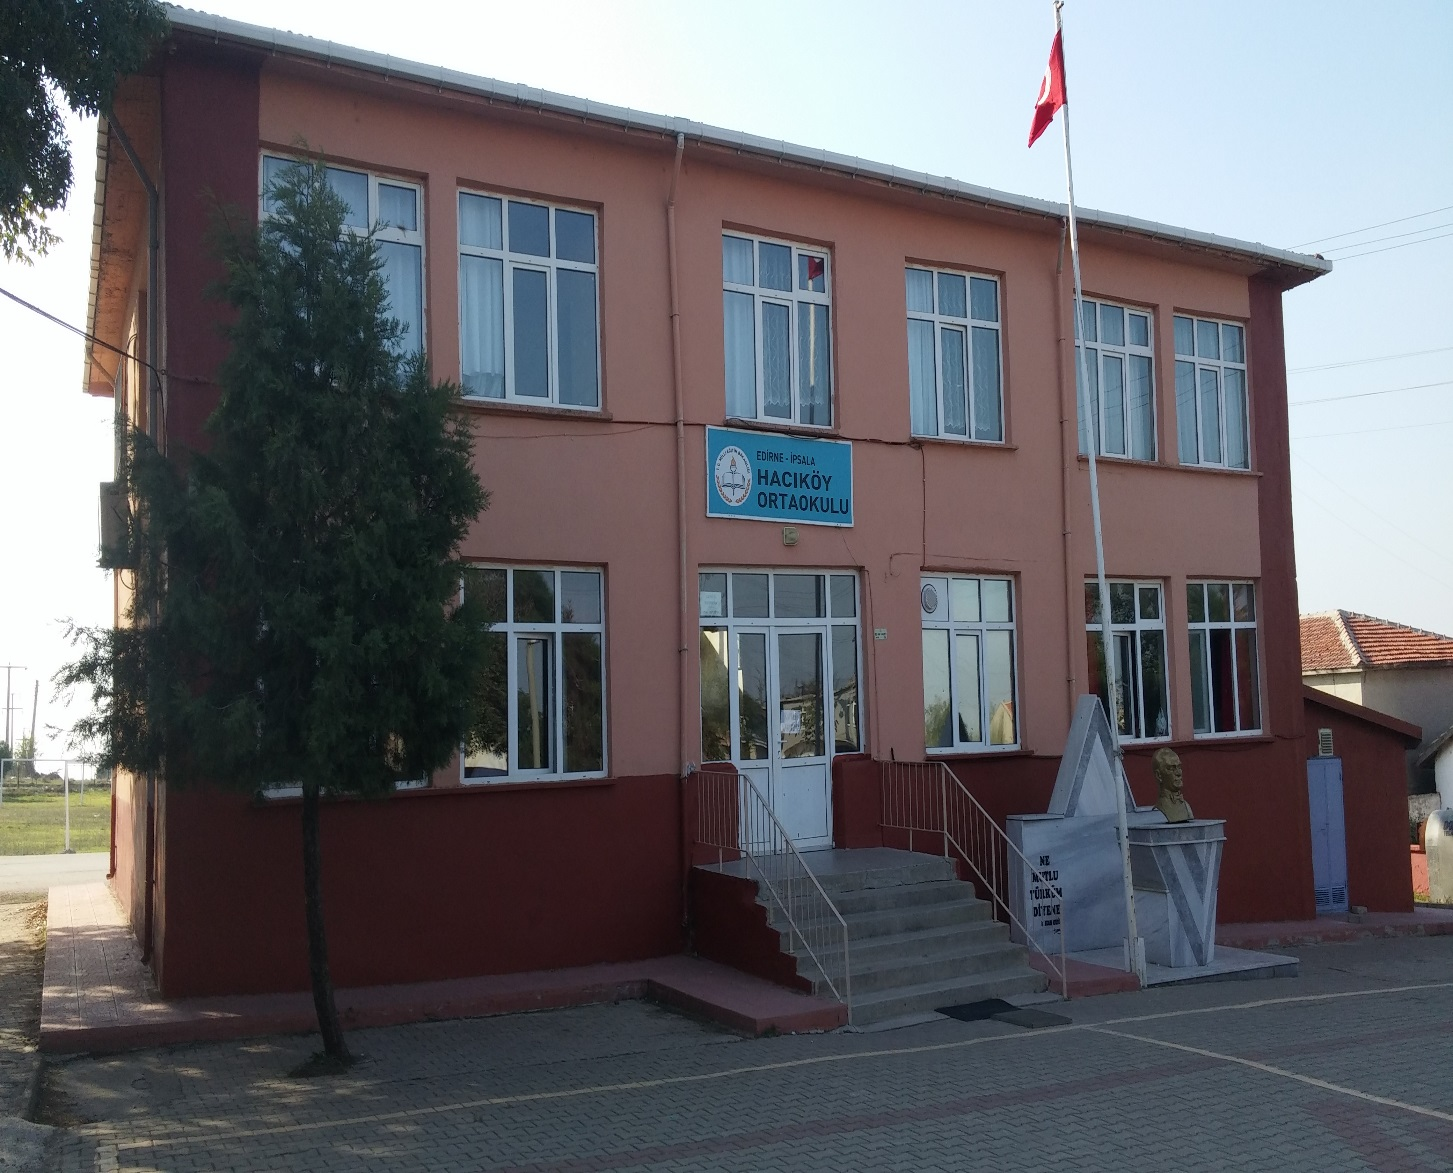 EDİRNE - İPSALA
HACIKÖY
ORTAOKULU
NE
MUTLU
TÜRKÜM
DİYENE